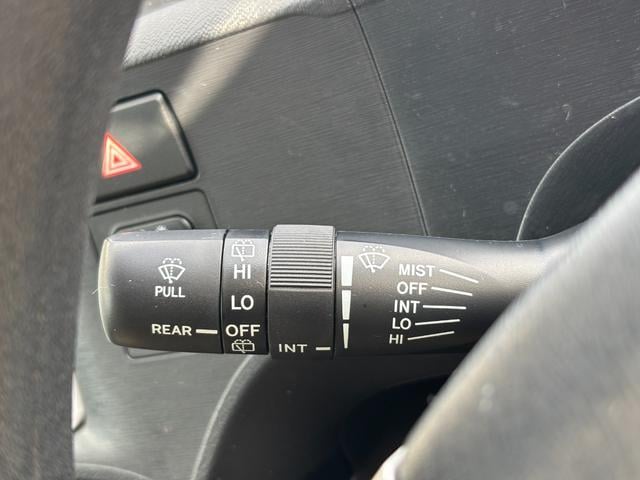 PULL
REAR
HI
LO
OFF
INT
MIST
OFF
INT
LO
HI